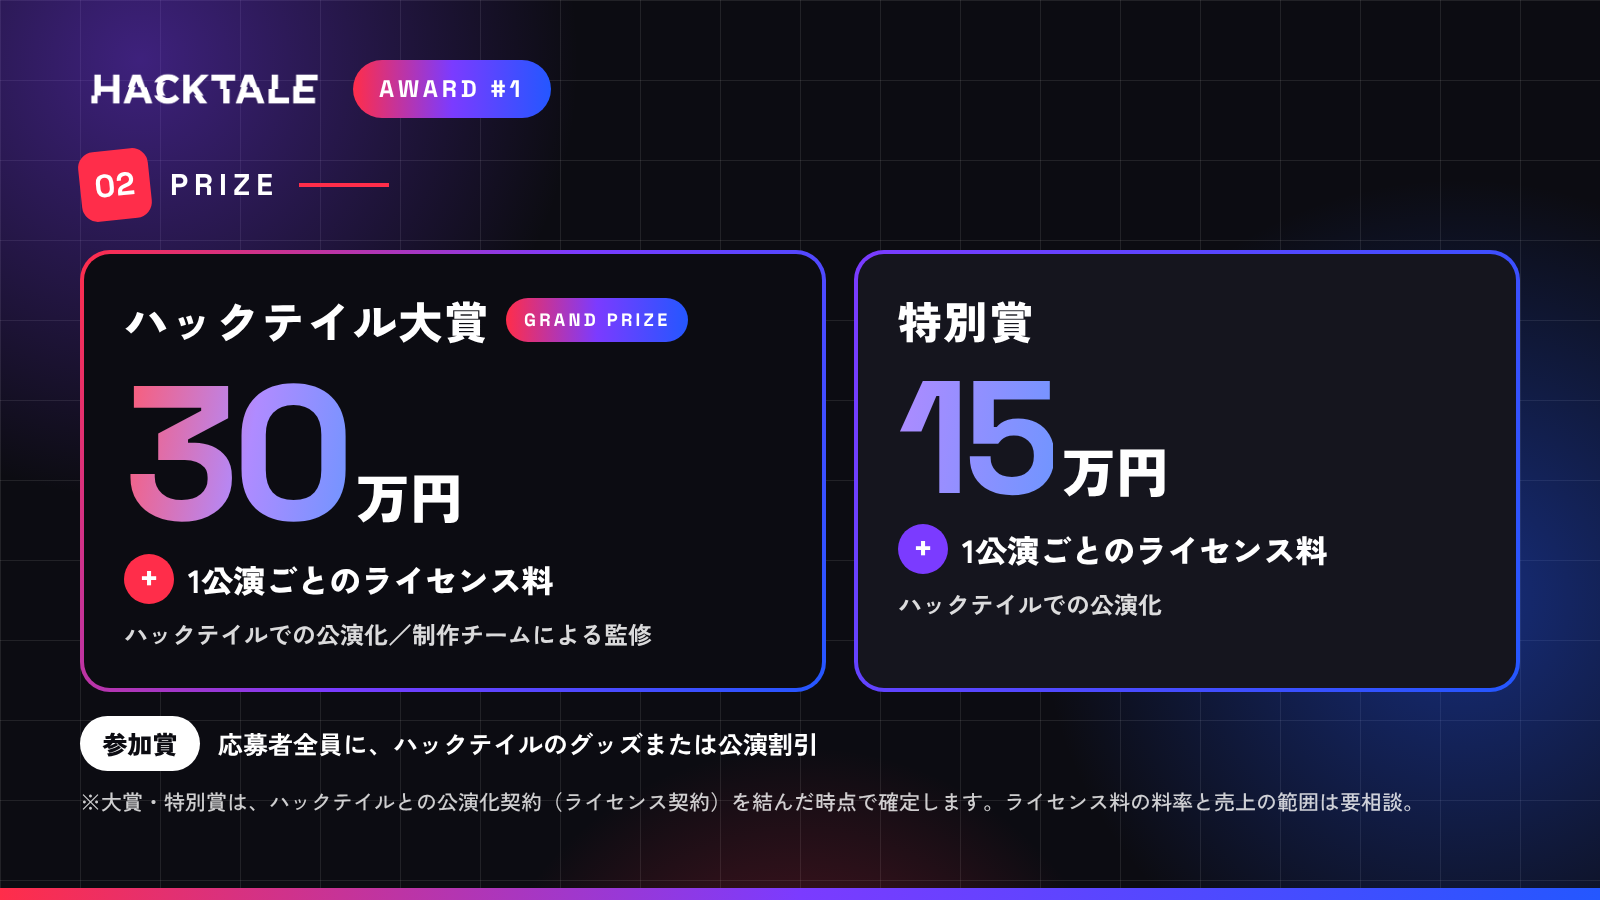 HACKTALE
AWARD #1
02
PRIZE
ハックテイル大賞
GRAND PRIZE
30万円
+ 1公演ごとのライセンス料
ハックテイルでの公演化／制作チームによる監修
特別賞
15万円
+ 1公演ごとのライセンス料
ハックテイルでの公演化
参加賞
応募者全員に、ハックテイルのグッズまたは公演割引
※大賞・特別賞は、ハックテイルとの公演化契約（ライセンス契約）を結んだ時点で確定します。ライセンス料の料率と売上の範囲は要相談。